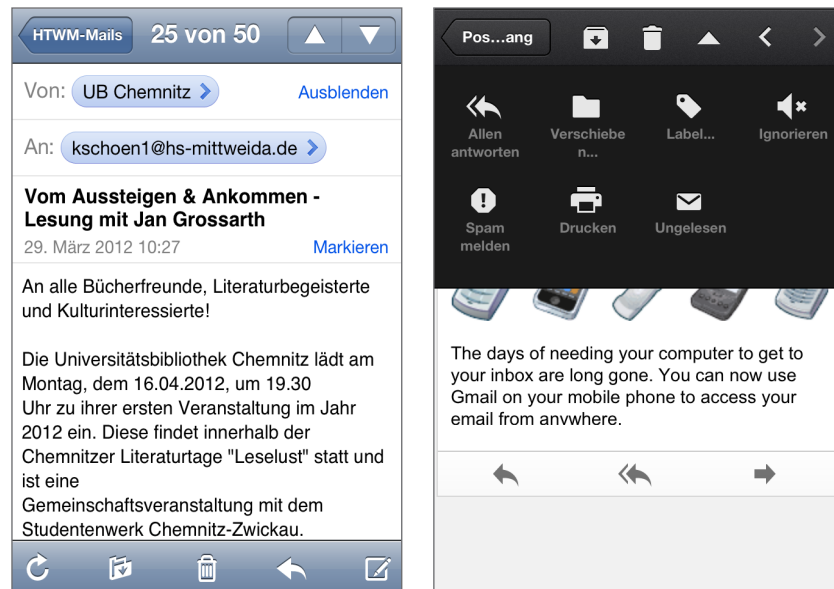 HTWM-Mails
25 von 50
Von: UB Chemnitz
Ausblenden
An: kschoen1@hs-mittweida.de
Vom Aussteigen & Ankommen -
Lesung mit Jan Grossarth
29. März 2012 10:27
Markieren
An alle Bücherfreunde, Literaturbegeisterte
und Kulturinteressierte!
Die Universitätsbibliothek Chemnitz lädt am
Montag, dem 16.04.2012, um 19.30
Uhr zu ihrer ersten Veranstaltung im Jahr
2012 ein. Diese findet innerhalb der
Chemnitzer Literaturtage "Leselust" statt und
ist eine
Gemeinschaftsveranstaltung mit dem
Studentenwerk Chemnitz-Zwickau.
Pos...ang
Allen
antworten
Verschiebe
n...
Label...
Ignorieren
Spam
melden
Drucken
Ungelesen
The days of needing your computer to get to
your inbox are long gone. You can now use
Gmail on your mobile phone to access your
email from anywhere.